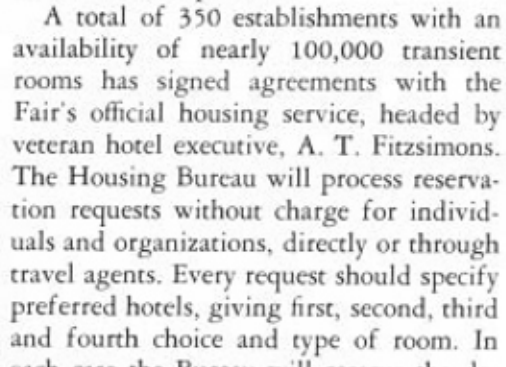 A total of 350 establishments with an
availability of nearly 100,000 transient
rooms has signed agreements with the
Fair's official housing service, headed by
veteran hotel executive, A. T. Fitzsimons.
The Housing Bureau will process reserva-
tion requests without charge for individ-
uals and organizations, directly or through
travel agents. Every request should specify
preferred hotels, giving first, second, third
and fourth choice and type of room. In